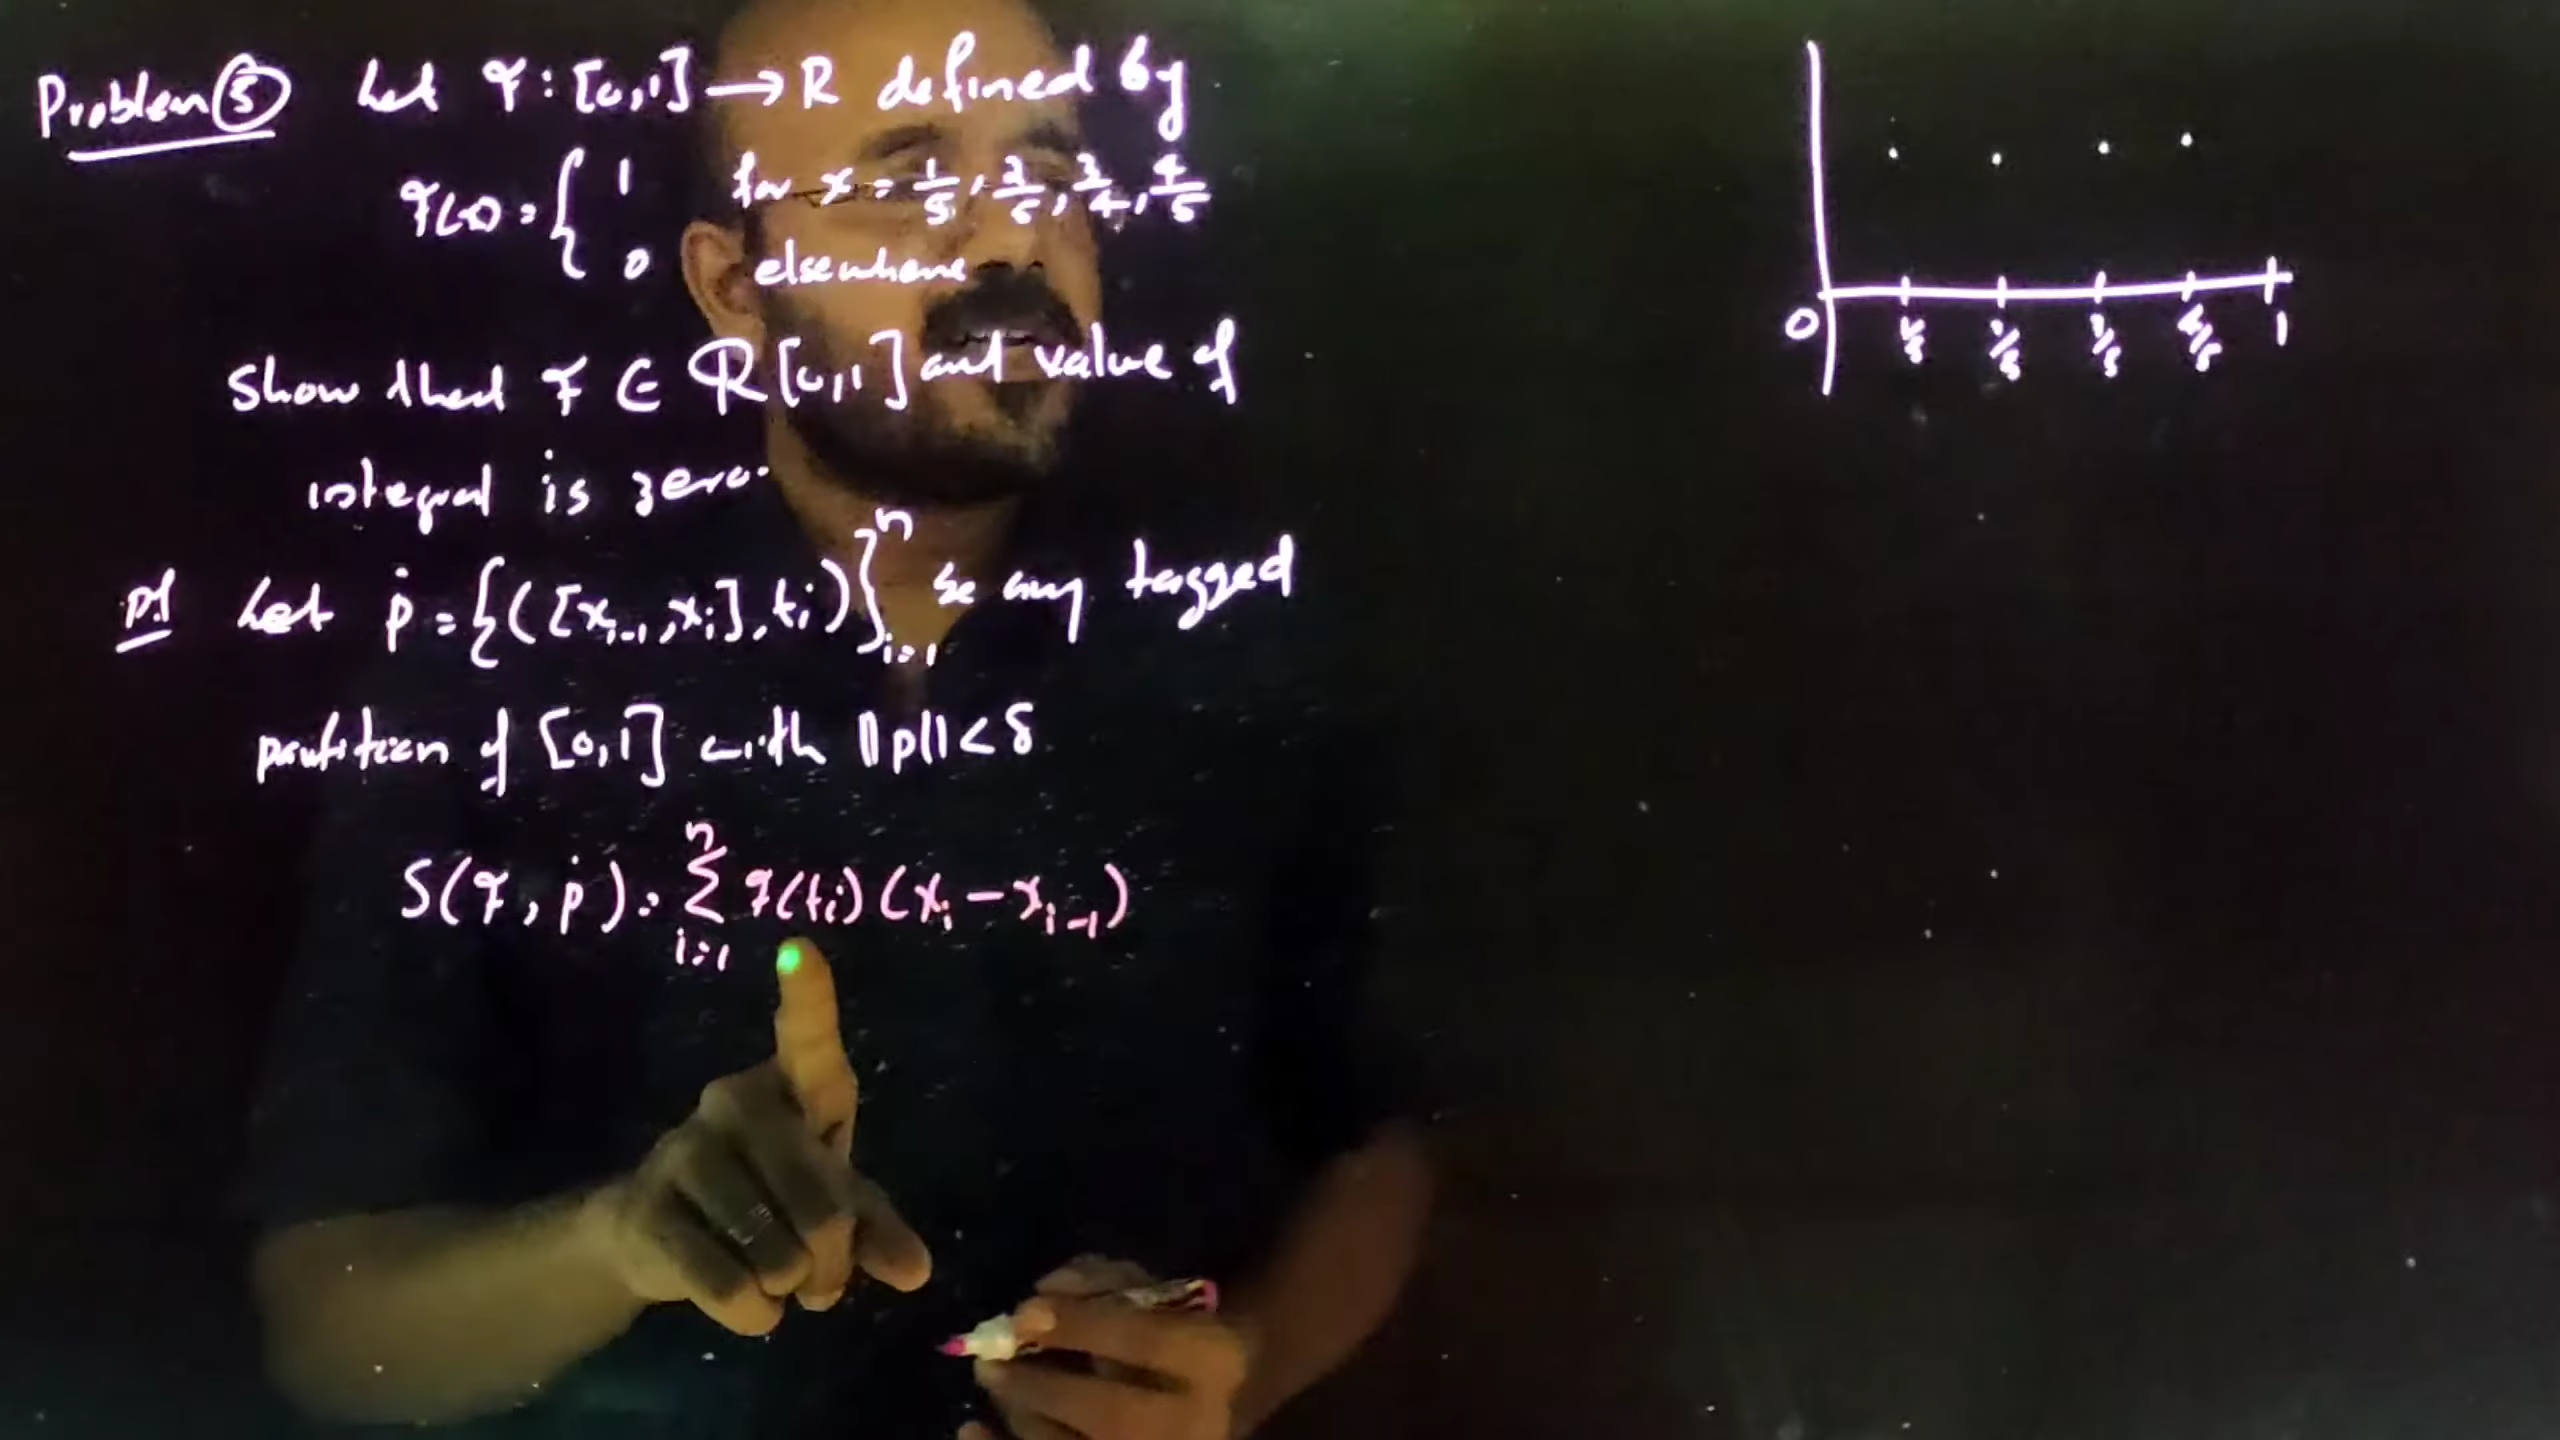 Problem ⑤ Let f : [0,1] → R defined by
f(x) = { 1 for x = 1/5, 2/5, 3/4, 4/5
0 elsewhere
Show that f ∈ R[0,1] and value of
integral is zero.
pf Let ṗ = {([xᵢ₋₁, xᵢ], tᵢ)}ⁿᵢ₌₁ be any tagged
partition of [0,1] with ||p|| < δ
S(f, ṗ) = Σⁿᵢ₌₁ f(tᵢ)(xᵢ - xᵢ₋₁)
0 1/5 2/5 3/5 4/5 1